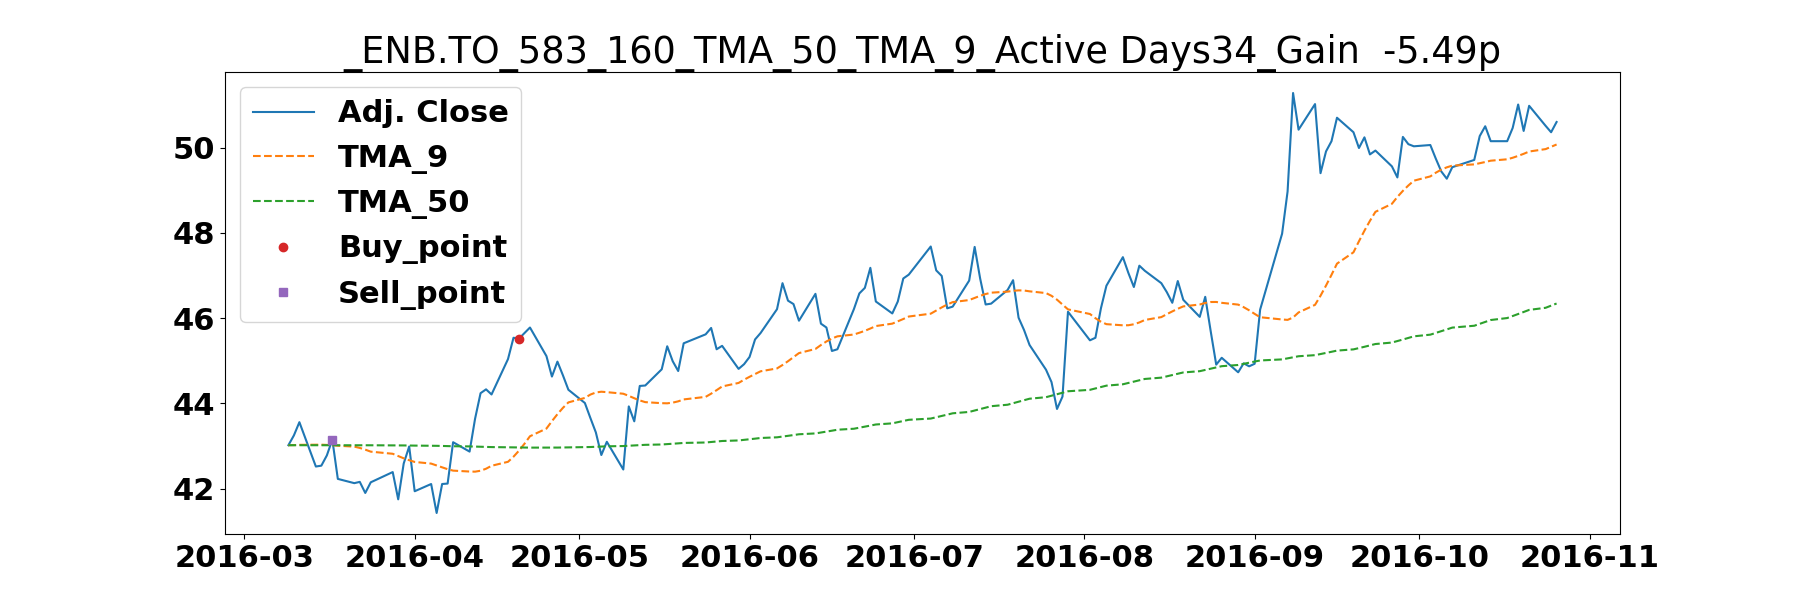 _ENB.TO_583_160_TMA_50_TMA_9_Active Days34_Gain  -5.49p
Adj. Close
TMA_9
TMA_50
Buy_point
Sell_point
50
48
46
44
42
2016-03 2016-04 2016-05 2016-06 2016-07 2016-08 2016-09 2016-10 2016-11